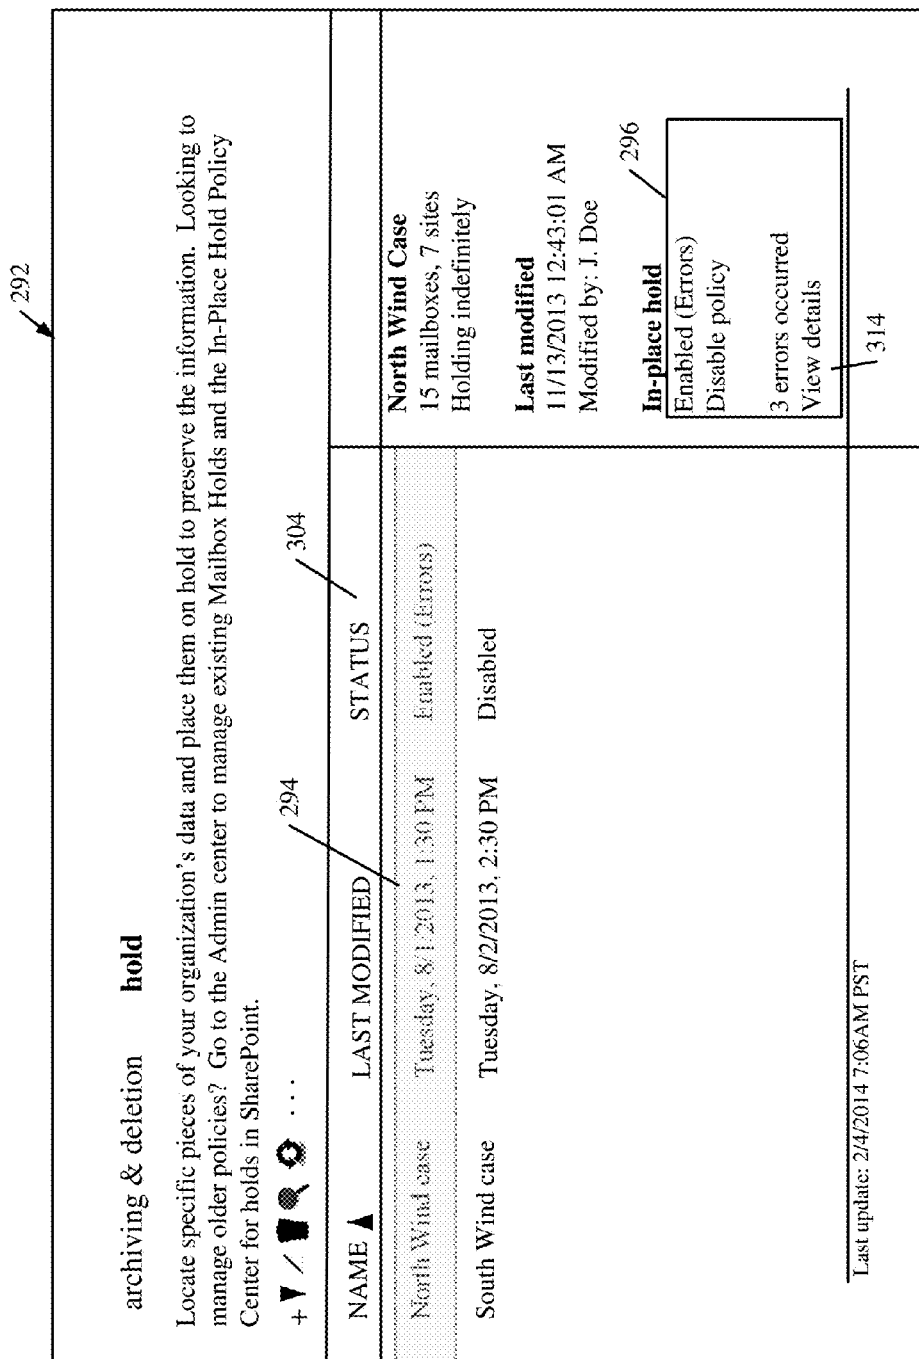 292
archiving & deletion hold
Locate specific pieces of your organization's data and place them on hold to preserve the information. Looking to
manage older policies? Go to the Admin center to manage existing Mailbox Holds and the In-Place Hold Policy
Center for holds in SharePoint.
+ / ...
294
304
NAME LAST MODIFIED STATUS
North Wind case Tuesday, 8/1/2013, 1:30 PM Enabled (Errors)
South Wind case Tuesday, 8/2/2013, 2:30 PM Disabled
North Wind Case
15 mailboxes, 7 sites
Holding indefinitely
Last modified
11/13/2013 12:43:01 AM
Modified by: J. Doe
296
In-place hold
Enabled (Errors)
Disable policy
3 errors occurred
View details
314
Last update: 2/4/2014 7:06AM PST